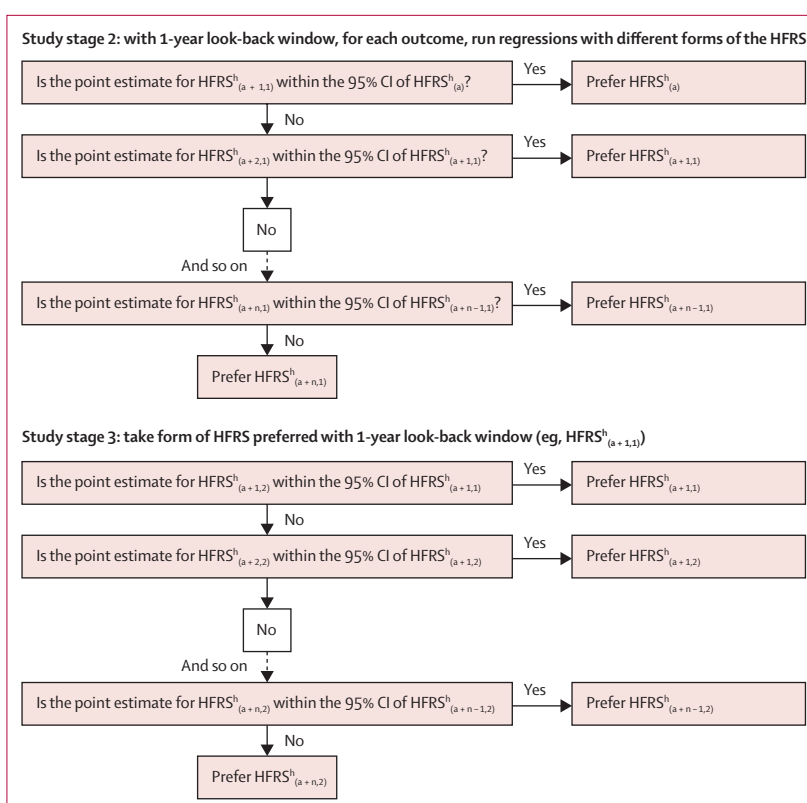 Study stage 2: with 1-year look-back window, for each outcome, run regressions with different forms of the HFRS
Is the point estimate for HFRSʰ₍ₐ ₊ ₁,₁₎ within the 95% CI of HFRSʰ₍ₐ₎?
Yes
Prefer HFRSʰ₍ₐ₎
No
Is the point estimate for HFRSʰ₍ₐ₊₂,₁₎ within the 95% CI of HFRSʰ₍ₐ₊₁,₁₎?
Yes
Prefer HFRSʰ₍ₐ₊₁,₁₎
No
And so on
Is the point estimate for HFRSʰ₍ₐ₊ₙ,₁₎ within the 95% CI of HFRSʰ₍ₐ₊ₙ₋₁,₁₎?
Yes
Prefer HFRSʰ₍ₐ₊ₙ₋₁,₁₎
No
Prefer HFRSʰ₍ₐ₊ₙ,₁₎
Study stage 3: take form of HFRS preferred with 1-year look-back window (eg, HFRSʰ₍ₐ₊₁,₁₎)
Is the point estimate for HFRSʰ₍ₐ₊₁,₂₎ within the 95% CI of HFRSʰ₍ₐ₊₁,₁₎
Yes
Prefer HFRSʰ₍ₐ₊₁,₁₎
No
Is the point estimate for HFRSʰ₍ₐ₊₂,₂₎ within the 95% CI of HFRSʰ₍ₐ₊₁,₂₎
Yes
Prefer HFRSʰ₍ₐ₊₁,₂₎
No
And so on
Is the point estimate for HFRSʰ₍ₐ₊ₙ,₂₎ within the 95% CI of HFRSʰ₍ₐ₊ₙ₋₁,₂₎
Yes
Prefer HFRSʰ₍ₐ₊ₙ₋₁,₂₎
No
Prefer HFRSʰ₍ₐ₊ₙ,₂₎